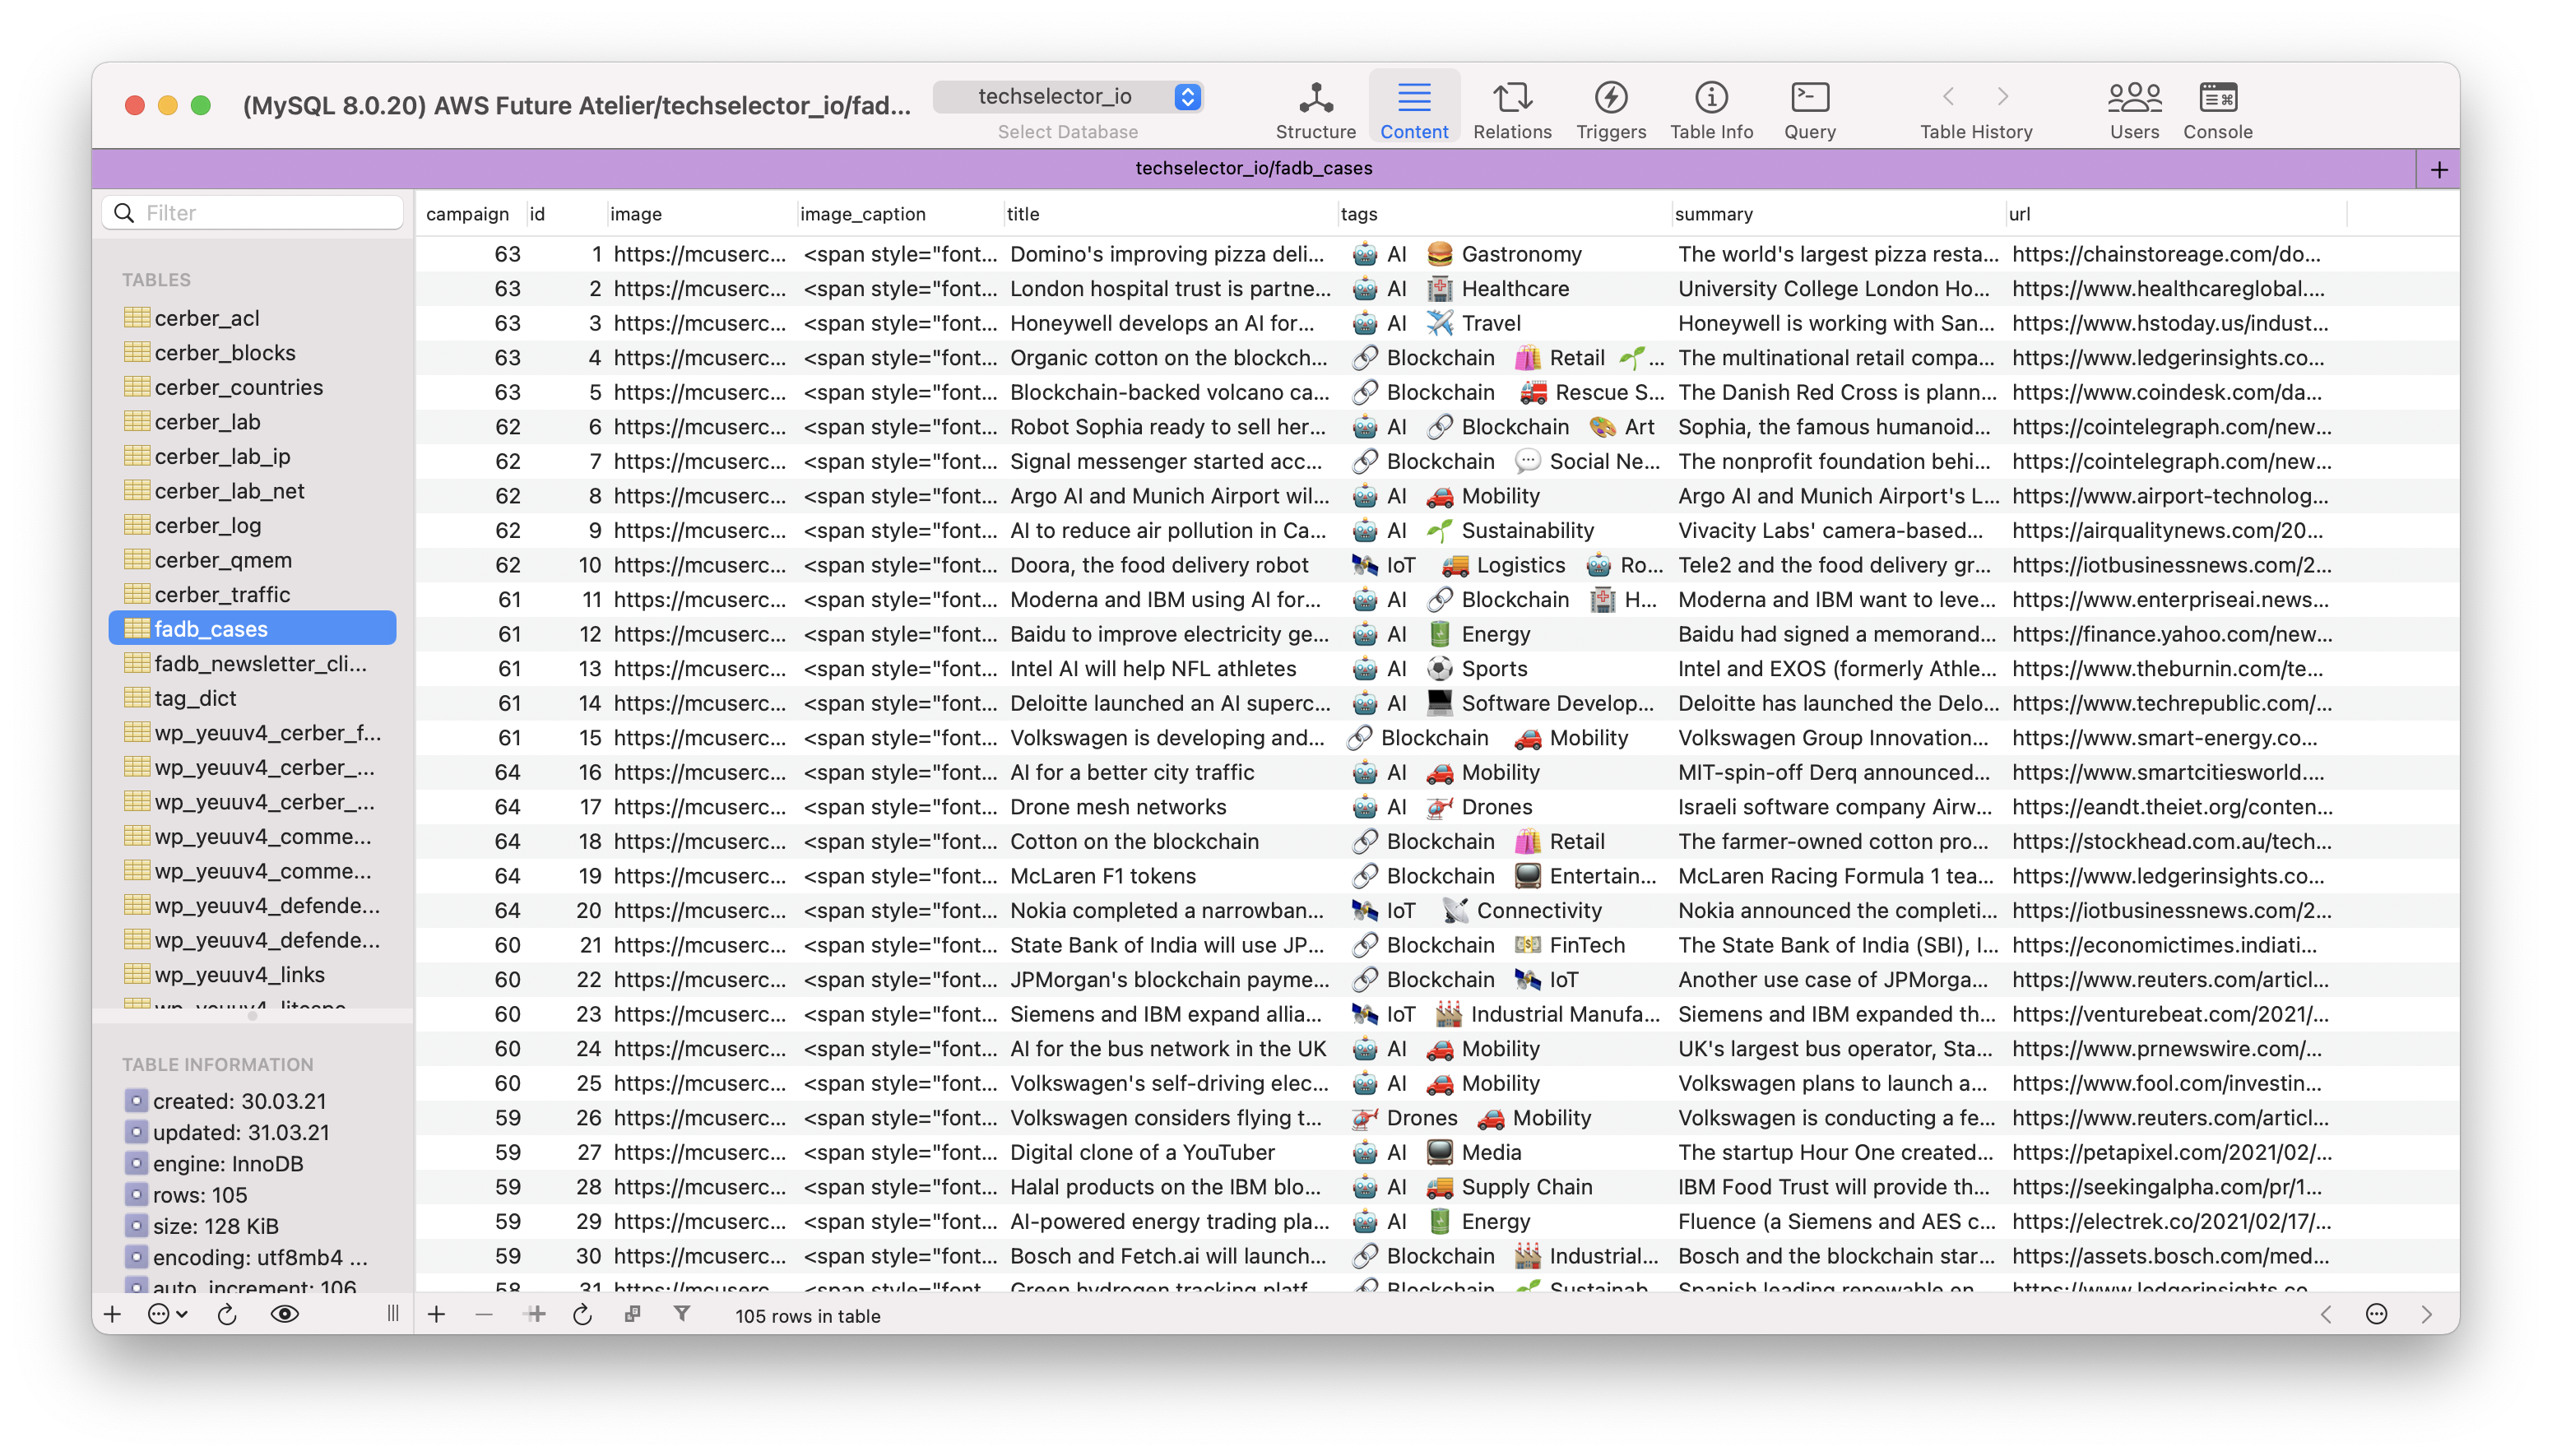 (MySQL 8.0.20) AWS Future Atelier/techselector_io/fad...
techselector_io
Select Database
Structure
Content
Relations
Triggers
Table Info
Query
Table History
Users
Console
techselector_io/fadb_cases
Filter
TABLES
cerber_acl
cerber_blocks
cerber_countries
cerber_lab
cerber_lab_ip
cerber_lab_net
cerber_log
cerber_qmem
cerber_traffic
fadb_cases
fadb_newsletter_cli...
tag_dict
wp_yeuuv4_cerber_f...
wp_yeuuv4_cerber_...
wp_yeuuv4_cerber_...
wp_yeuuv4_comme...
wp_yeuuv4_comme...
wp_yeuuv4_defende...
wp_yeuuv4_defende...
wp_yeuuv4_links
TABLE INFORMATION
created: 30.03.21
updated: 31.03.21
engine: InnoDB
rows: 105
size: 128 KiB
encoding: utf8mb4 ...
auto_increment: 106
campaign id image image_caption title tags summary url
63 1 https://mcuserc... <span style="font... Domino's improving pizza deli... AI Gastronomy The world's largest pizza resta... https://chainstoreage.com/do...
63 2 https://mcuserc... <span style="font... London hospital trust is partne... AI Healthcare University College London Ho... https://www.healthcareglobal....
63 3 https://mcuserc... <span style="font... Honeywell develops an AI for... AI Travel Honeywell is working with San... https://www.hstoday.us/indust...
63 4 https://mcuserc... <span style="font... Organic cotton on the blockch... Blockchain Retail ... The multinational retail compa... https://www.ledgerinsights.co...
63 5 https://mcuserc... <span style="font... Blockchain-backed volcano ca... Blockchain Rescue S... The Danish Red Cross is plann... https://www.coindesk.com/da...
62 6 https://mcuserc... <span style="font... Robot Sophia ready to sell her... AI Blockchain Art Sophia, the famous humanoid... https://cointelegraph.com/new...
62 7 https://mcuserc... <span style="font... Signal messenger started acc... Blockchain Social Ne... The nonprofit foundation behi... https://cointelegraph.com/new...
62 8 https://mcuserc... <span style="font... Argo AI and Munich Airport wil... AI Mobility Argo AI and Munich Airport's L... https://www.airport-technolog...
62 9 https://mcuserc... <span style="font... AI to reduce air pollution in Ca... AI Sustainability Vivacity Labs' camera-based... https://airqualitynews.com/20...
62 10 https://mcuserc... <span style="font... Doora, the food delivery robot IoT Logistics Ro... Tele2 and the food delivery gr... https://iotbusinessnews.com/2...
61 11 https://mcuserc... <span style="font... Moderna and IBM using AI for... AI Blockchain H... Moderna and IBM want to leve... https://www.enterpriseai.news...
61 12 https://mcuserc... <span style="font... Baidu to improve electricity ge... AI Energy Baidu had signed a memorand... https://finance.yahoo.com/new...
61 13 https://mcuserc... <span style="font... Intel AI will help NFL athletes AI Sports Intel and EXOS (formerly Athle... https://www.theburnin.com/te...
61 14 https://mcuserc... <span style="font... Deloitte launched an AI superc... AI Software Develop... Deloitte has launched the Delo... https://www.techrepublic.com/...
61 15 https://mcuserc... <span style="font... Volkswagen is developing and... Blockchain Mobility Volkswagen Group Innovation... https://www.smart-energy.co...
64 16 https://mcuserc... <span style="font... AI for a better city traffic AI Mobility MIT-spin-off Derq announced... https://www.smartcitiesworld....
64 17 https://mcuserc... <span style="font... Drone mesh networks AI Drones Israeli software company Airw... https://eandt.theiet.org/conten...
64 18 https://mcuserc... <span style="font... Cotton on the blockchain Blockchain Retail The farmer-owned cotton pro... https://stockhead.com.au/tech...
64 19 https://mcuserc... <span style="font... McLaren F1 tokens Blockchain Entertain... McLaren Racing Formula 1 tea... https://www.ledgerinsights.co...
64 20 https://mcuserc... <span style="font... Nokia completed a narrowban... IoT Connectivity Nokia announced the completi... https://iotbusinessnews.com/2...
60 21 https://mcuserc... <span style="font... State Bank of India will use JP... Blockchain FinTech The State Bank of India (SBI), I... https://economictimes.indiati...
60 22 https://mcuserc... <span style="font... JPMorgan's blockchain payme... Blockchain IoT Another use case of JPMorga... https://www.reuters.com/articl...
60 23 https://mcuserc... <span style="font... Siemens and IBM expand allia... IoT Industrial Manufa... Siemens and IBM expanded th... https://venturebeat.com/2021/...
60 24 https://mcuserc... <span style="font... AI for the bus network in the UK AI Mobility UK's largest bus operator, Sta... https://www.prnewswire.com/...
60 25 https://mcuserc... <span style="font... Volkswagen's self-driving elec... AI Mobility Volkswagen plans to launch a... https://www.fool.com/investin...
59 26 https://mcuserc... <span style="font... Volkswagen considers flying t... Drones Mobility Volkswagen is conducting a fe... https://www.reuters.com/articl...
59 27 https://mcuserc... <span style="font... Digital clone of a YouTuber AI Media The startup Hour One created... https://petapixel.com/2021/02/...
59 28 https://mcuserc... <span style="font... Halal products on the IBM blo... AI Supply Chain IBM Food Trust will provide th... https://seekingalpha.com/pr/1...
59 29 https://mcuserc... <span style="font... AI-powered energy trading pla... AI Energy Fluence (a Siemens and AES c... https://electrek.co/2021/02/17/...
59 30 https://mcuserc... <span style="font... Bosch and Fetch.ai will launch... Blockchain Industrial... Bosch and the blockchain star... https://assets.bosch.com/med...
58 31 https://mcuserc... <span style="font... Green hydrogen tracking platf... Blockchain Sustainab... Spanish leading renewable en... https://www.ledgerinsights.co...
105 rows in table